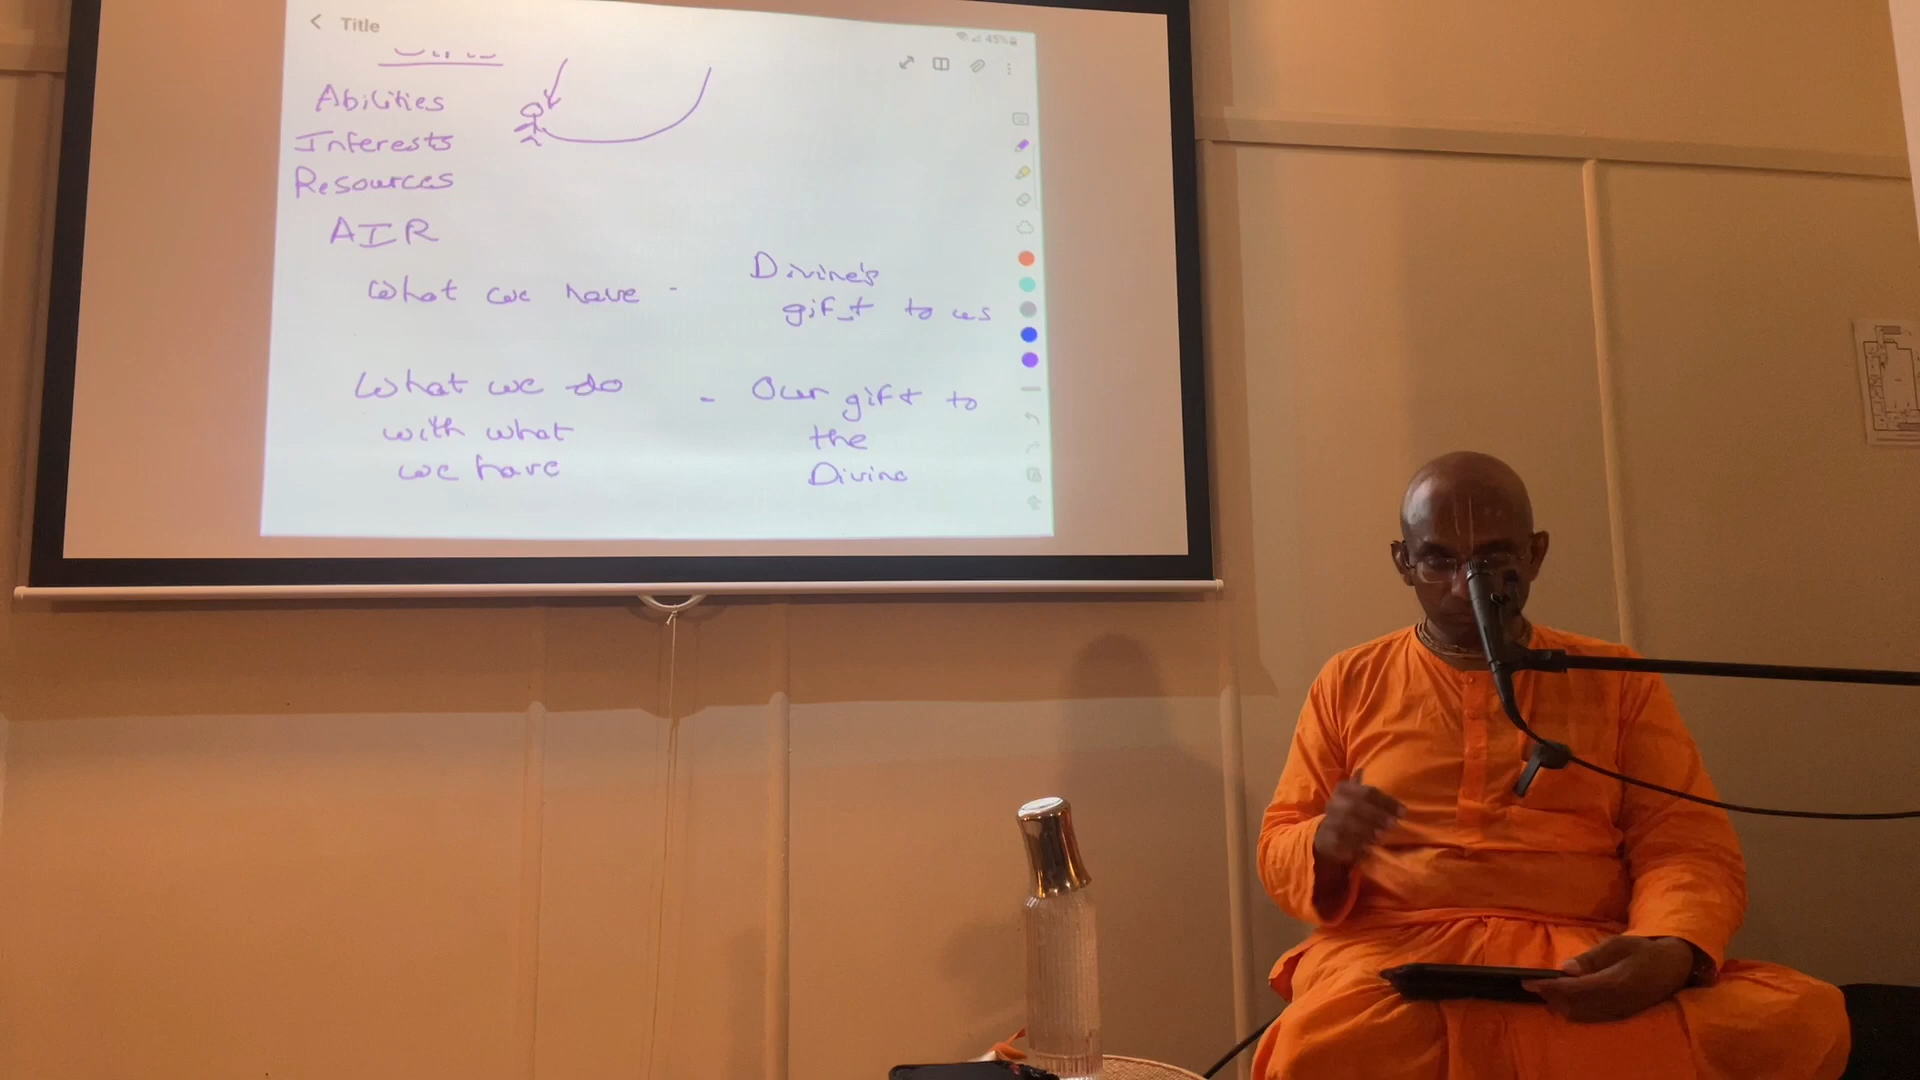 Title
45%
Abilities
Interests
Resources
AIR
What we have - Divine's
gift to us
What we do - Our gift to
with what the
we have Divine